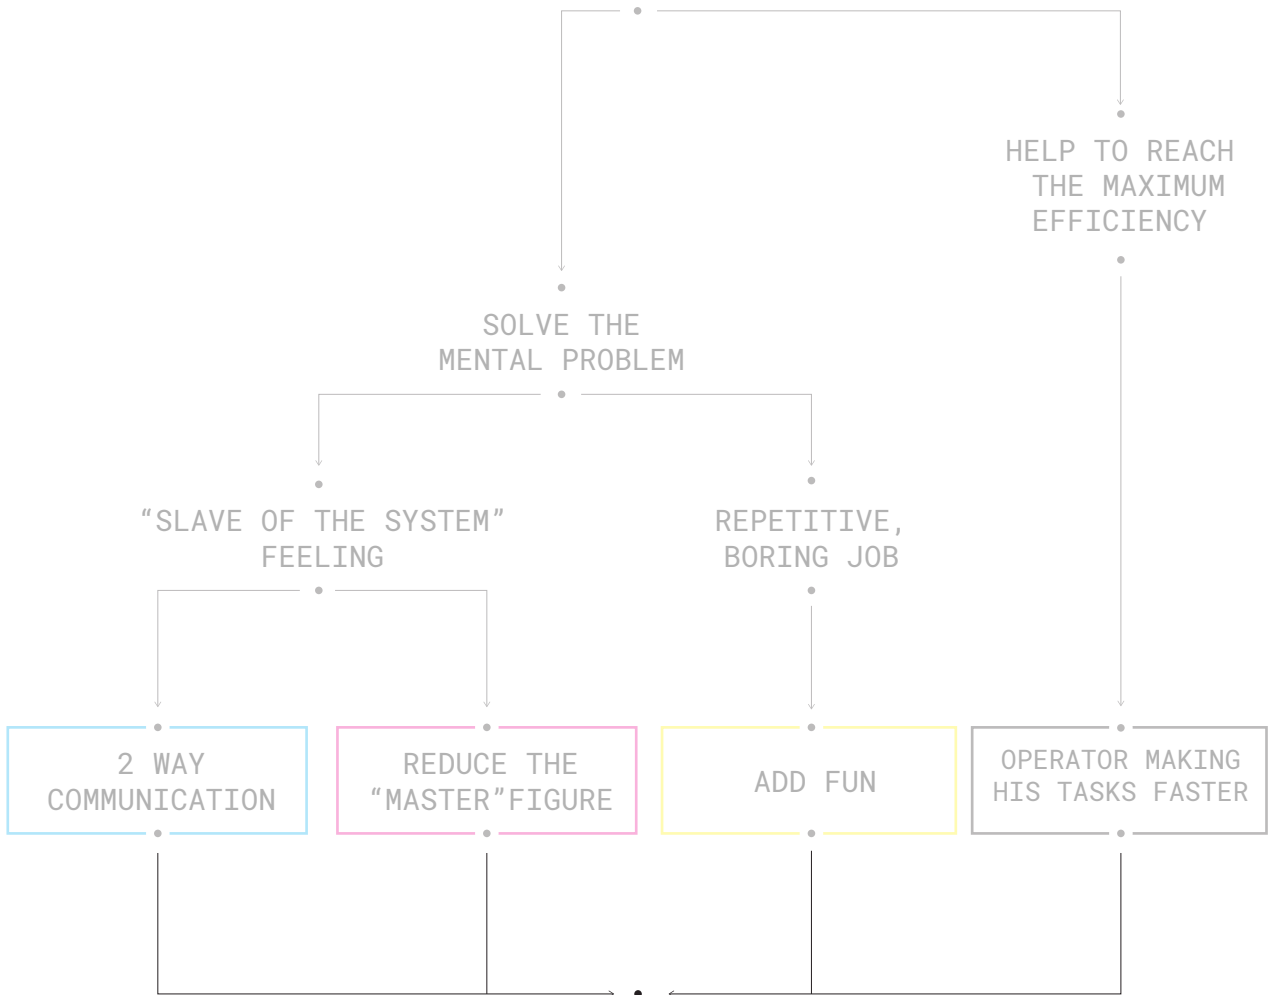 HELP TO REACH
THE MAXIMUM
EFFICIENCY
SOLVE THE
MENTAL PROBLEM
“SLAVE OF THE SYSTEM”
FEELING
REPETITIVE,
BORING JOB
2 WAY
COMMUNICATION
REDUCE THE
“MASTER”FIGURE
ADD FUN
OPERATOR MAKING
HIS TASKS FASTER